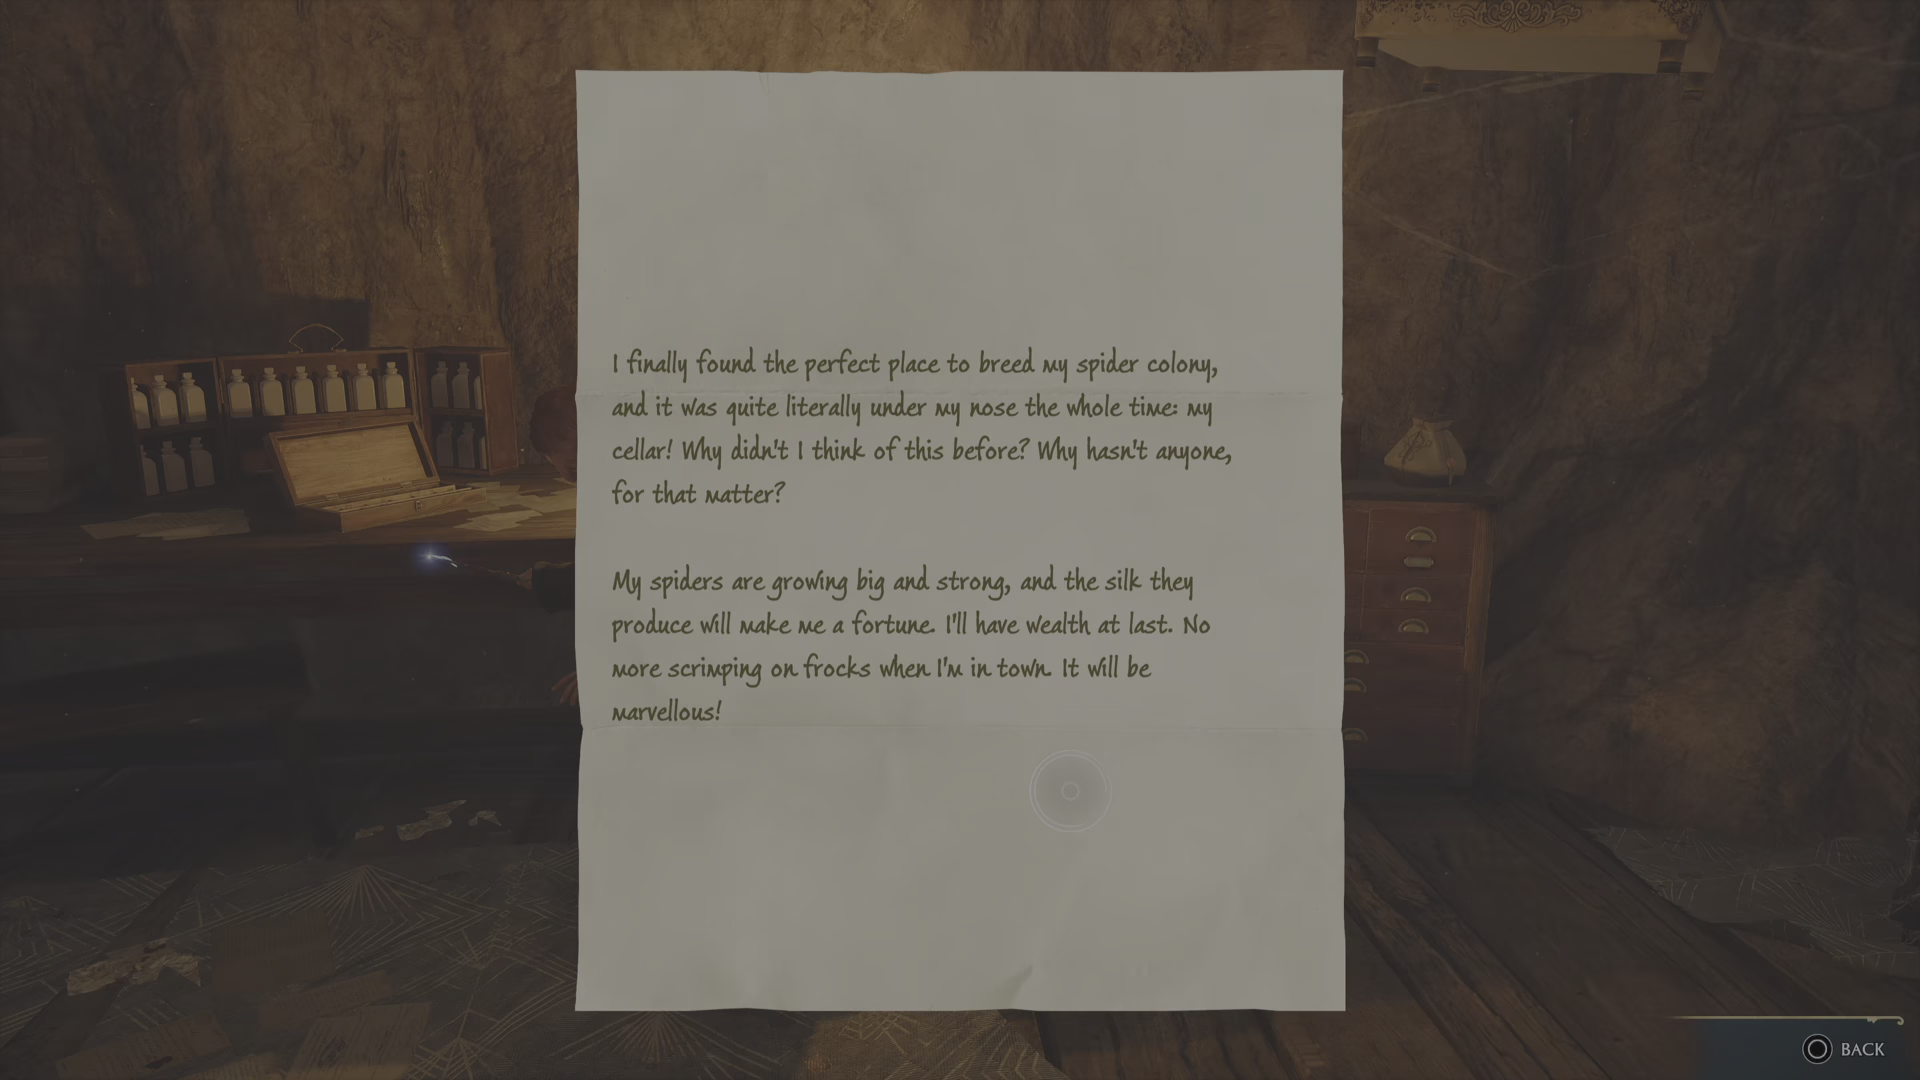 I finally found the perfect place to breed my spider colony,
and it was quite literally under my nose the whole time: my
cellar! Why didn't I think of this before? Why hasn't anyone,
for that matter?
My spiders are growing big and strong, and the silk they
produce will make me a fortune. I'll have wealth at last. No
more scrimping on frocks when I'm in town. It will be
marvellous!
BACK